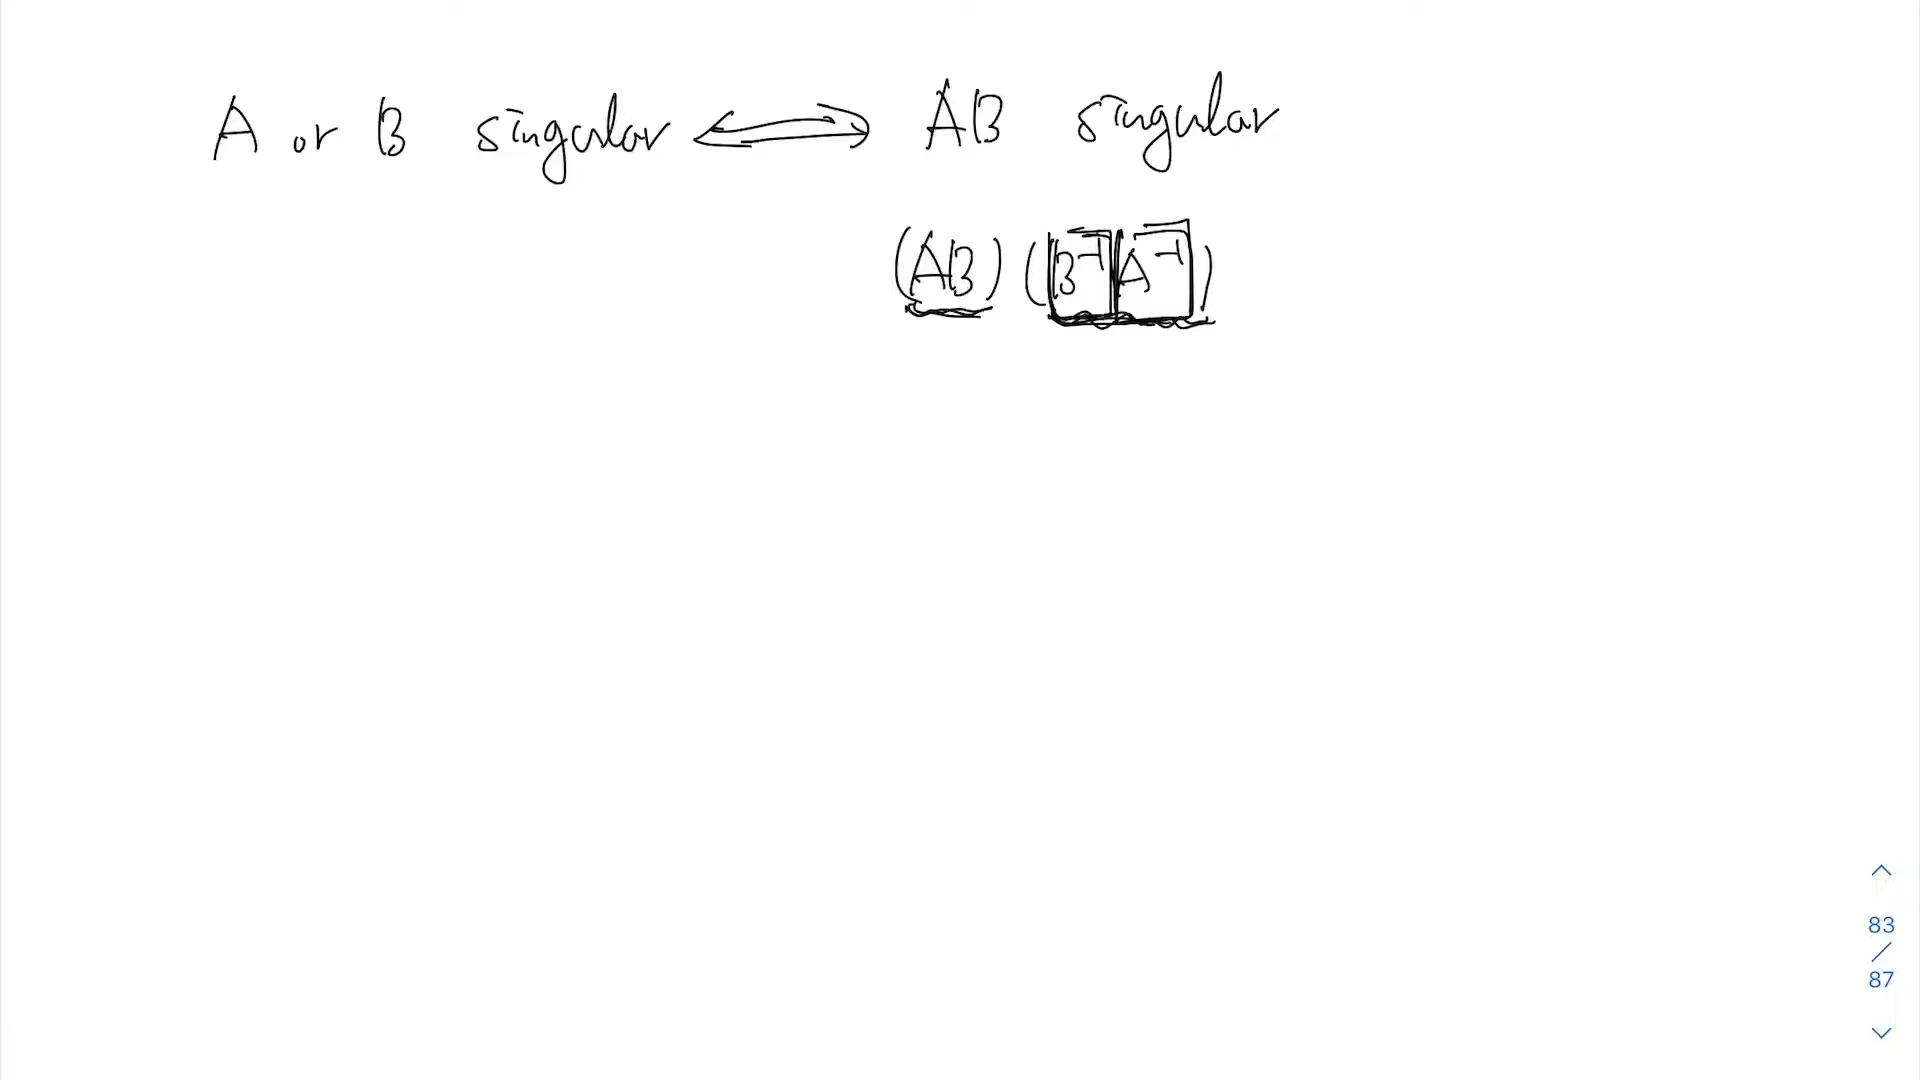 A or B singular ⟺ AB singular
(AB) (B⁻¹A⁻¹)
83
/
87